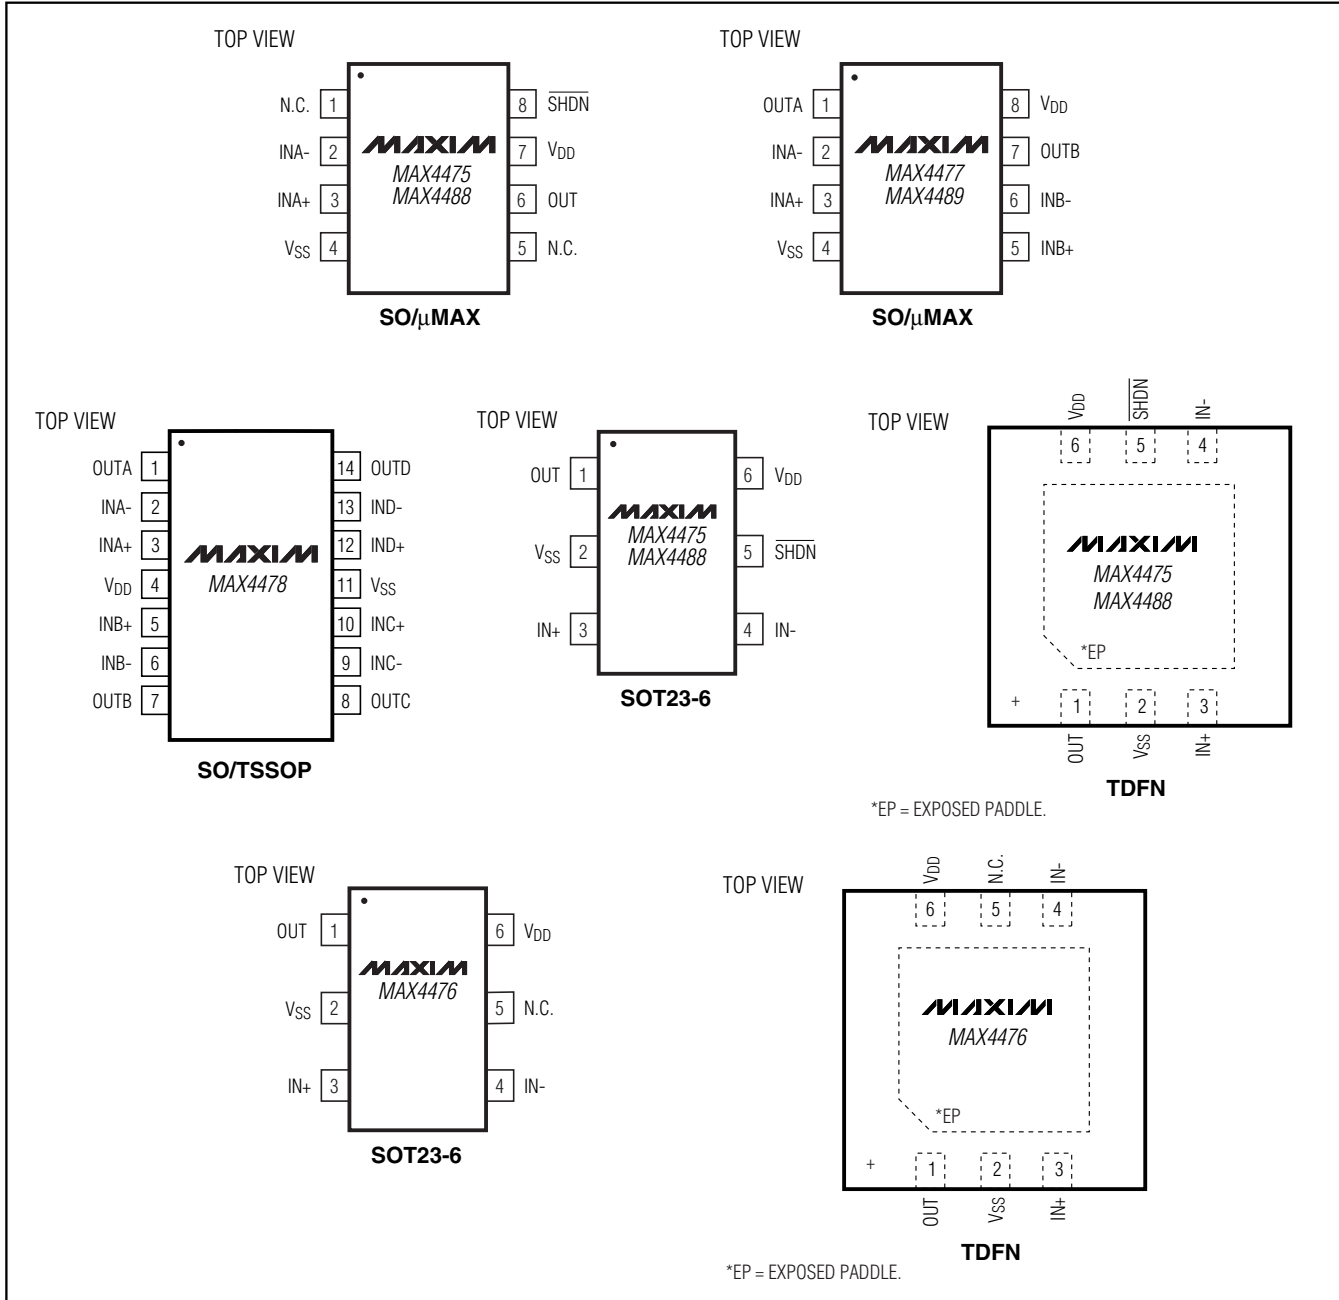 TOP VIEW
N.C. 1
8 SHDN
INA- 2
7 VDD
INA+ 3
6 OUT
VSS 4
5 N.C.
MAXIM
MAX4475
MAX4488
SO/µMAX
TOP VIEW
OUTA 1
8 VDD
INA- 2
7 OUTB
INA+ 3
6 INB-
VSS 4
5 INB+
MAXIM
MAX4477
MAX4489
SO/µMAX
TOP VIEW
OUTA 1
14 OUTD
INA- 2
13 IND-
INA+ 3
12 IND+
VDD 4
11 VSS
INB+ 5
10 INC+
INB- 6
9 INC-
OUTB 7
8 OUTC
MAXIM
MAX4478
SO/TSSOP
TOP VIEW
OUT 1
6 VDD
VSS 2
5 SHDN
IN+ 3
4 IN-
MAXIM
MAX4475
MAX4488
SOT23-6
TOP VIEW
VDD SHDN IN-
6 5 4
MAXIM
MAX4475
MAX4488
*EP
+ 1 2 3
OUT VSS IN+
TDFN
*EP = EXPOSED PADDLE.
TOP VIEW
OUT 1
6 VDD
VSS 2
5 N.C.
IN+ 3
4 IN-
MAXIM
MAX4476
SOT23-6
TOP VIEW
VDD N.C. IN-
6 5 4
MAXIM
MAX4476
*EP
+ 1 2 3
OUT VSS IN+
TDFN
*EP = EXPOSED PADDLE.